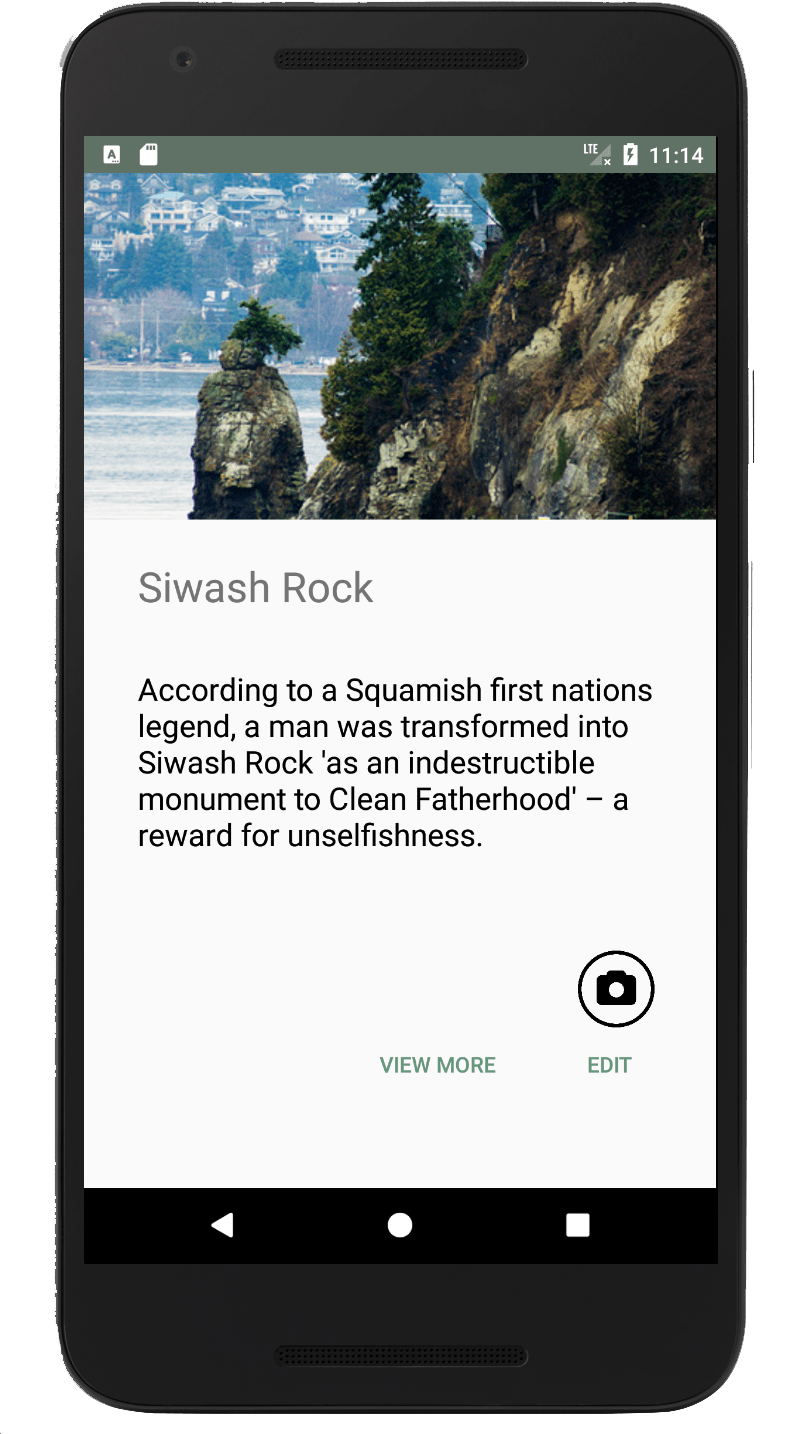 A
LTE
11:14
Siwash Rock
According to a Squamish first nations
legend, a man was transformed into
Siwash Rock 'as an indestructible
monument to Clean Fatherhood' – a
reward for unselfishness.
VIEW MORE EDIT